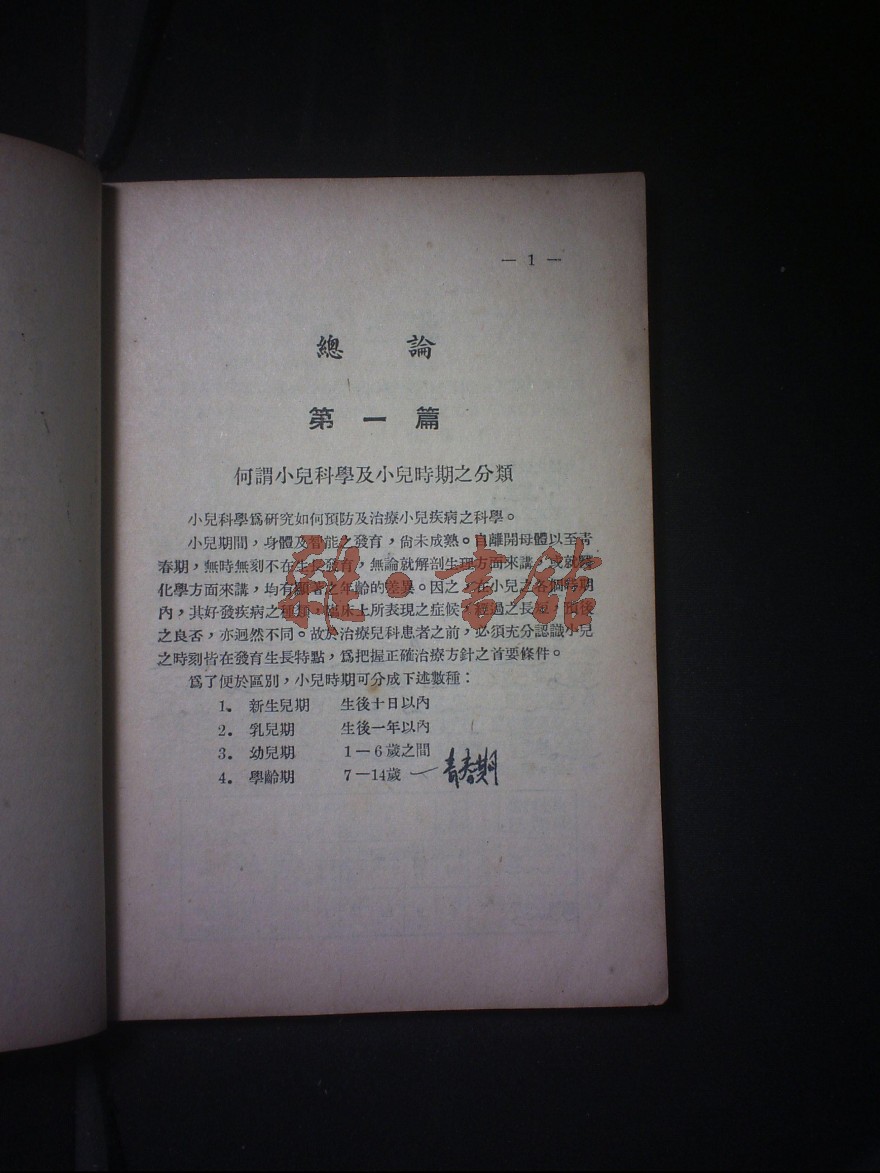 — 1 —
總 論
第 一 篇
何謂小兒科學及小兒時期之分類
小兒科學爲硏究如何預防及治療小兒疾病之科學。
小兒期間，身體及智能之發育，尙未成熟。自離開母體以至靑
春期，無時無刻不在生長發育，無論就解剖生理方面來講，或就醫
化學方面來講，均有顯著之年齡的差異。因之，在小兒之各個時期
內，其好發疾病之種類，臨床上所表現之症候，經過之長短，預後
之良否，亦迥然不同。故於治療兒科患者之前，必須充分認識小兒
之時刻皆在發育生長特點，爲把握正確治療方針之首要條件。
爲了便於區別，小兒時期可分成下述數種：
1. 新生兒期 生後十日以內
2. 乳兒期 生後一年以內
3. 幼兒期 1—6歲之間
4. 學齡期 7—14歲 — 青春期
雜·書館